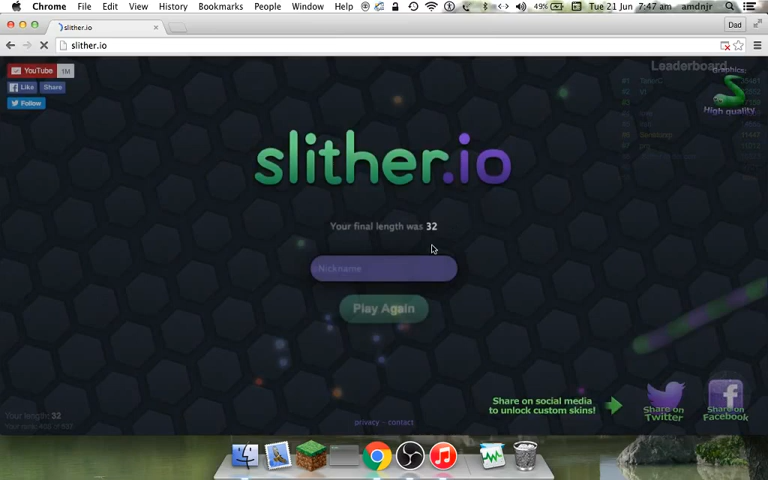 Chrome File Edit View History Bookmarks People Window Help 49% Tue 21 Jun 7:47 am amdnjr
slither.io Dad
slither.io
YouTube 1M
Like Share
Follow
Leaderboard
Graphics:
High quality
slither.io
Your final length was 32
Nickname
Play Again
Share on social media
to unlock custom skins!
Share on
Twitter
Share on
Facebook
Your length: 32
privacy - contact